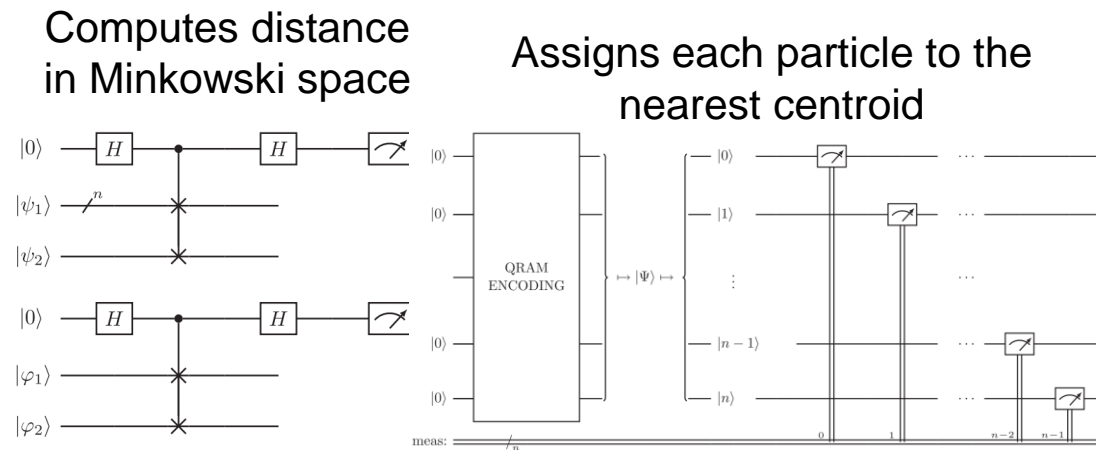 Computes distance
in Minkowski space
Assigns each particle to the
nearest centroid
|0⟩ H H
|ψ₁⟩ n
|ψ₂⟩
|0⟩ H H
|φ₁⟩
|φ₂⟩
|0⟩ |0⟩ ...
|0⟩ |1⟩ ...
QRAM
ENCODING
↦ |Ψ⟩ ↦ ⋮ ...
|0⟩ |n−1⟩ ...
|0⟩ |n⟩ ...
meas: n 0 1 n−2 n−1